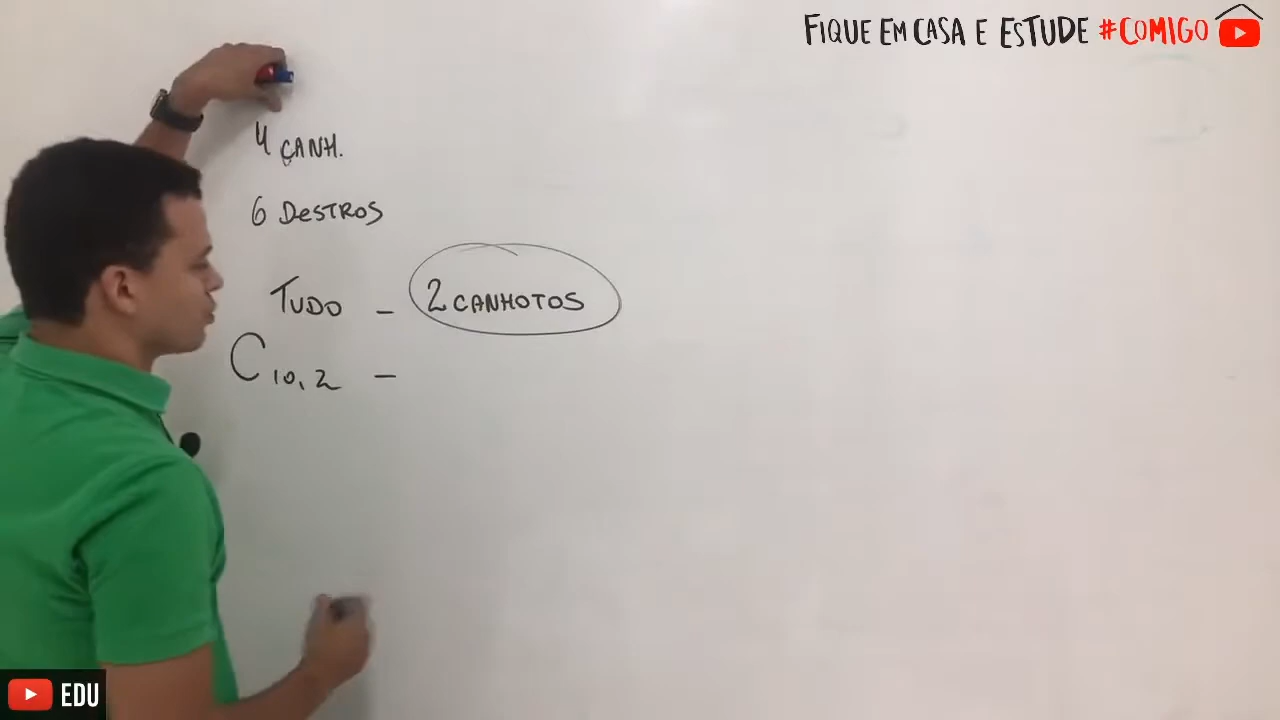 FIQUE EM CASA E ESTUDE #COMIGO
4 CANH.
6 DESTROS
TUDO - 2 CANHOTOS
C10,2 -
EDU